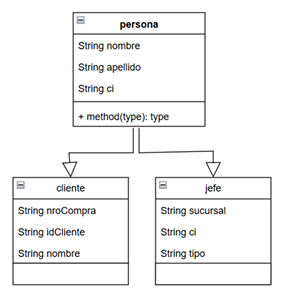 persona
String nombre
String apellido
String ci
+ method(type): type
cliente
String nroCompra
String idCliente
String nombre
jefe
String sucursal
String ci
String tipo